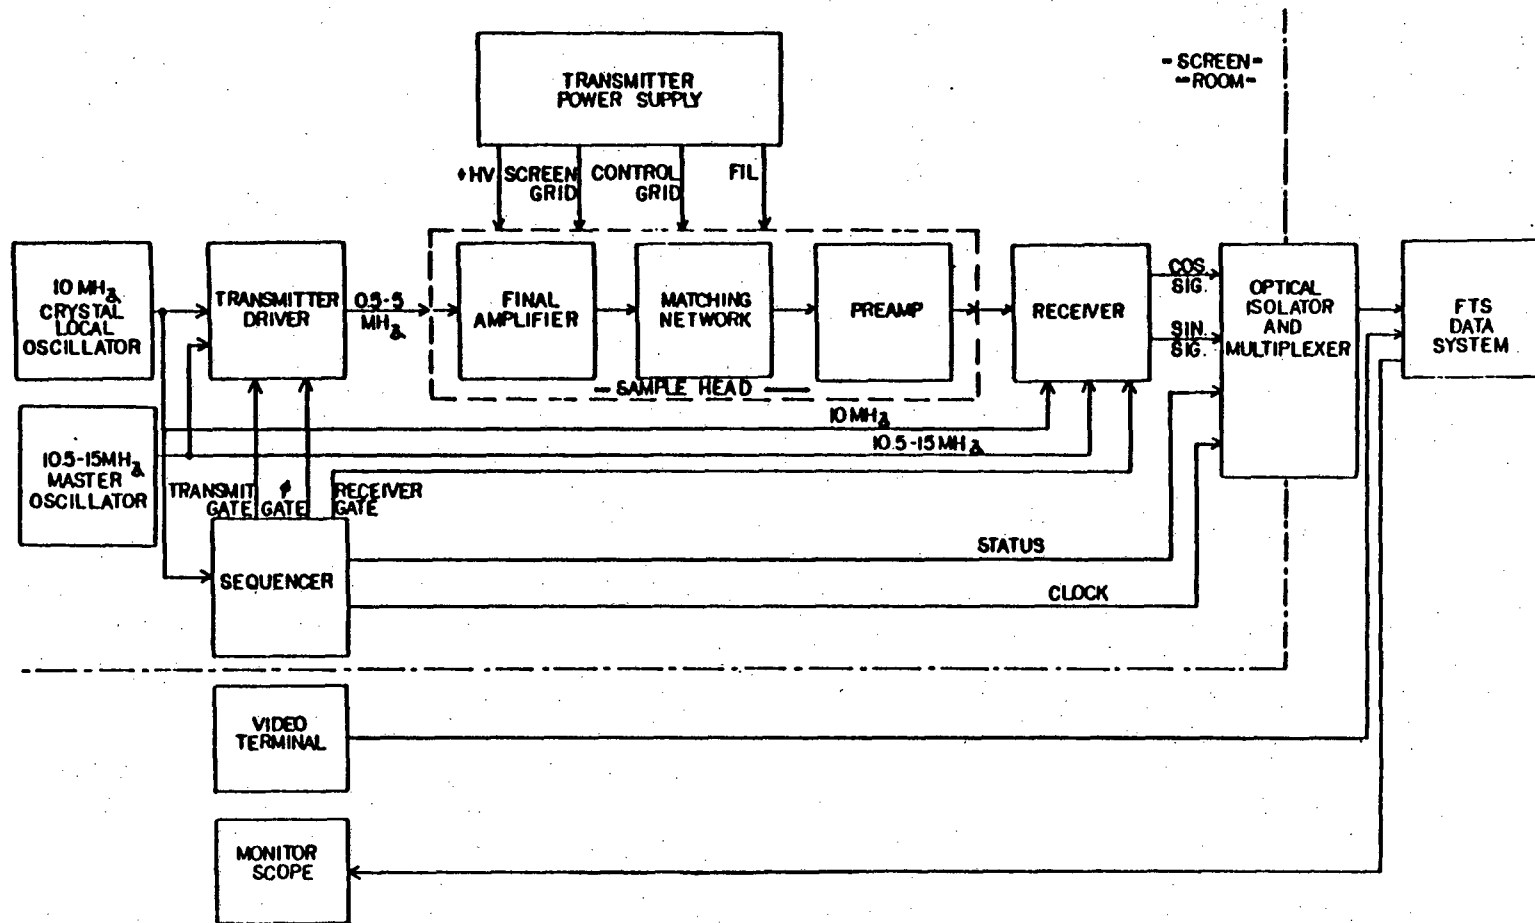 - SCREEN -
- ROOM -
TRANSMITTER
POWER SUPPLY
+HV
SCREEN
GRID
CONTROL
GRID
FIL
10 MHz
CRYSTAL
LOCAL
OSCILLATOR
TRANSMITTER
DRIVER
0.5-5
MHz
FINAL
AMPLIFIER
MATCHING
NETWORK
PREAMP
- SAMPLE HEAD -
RECEIVER
COS
SIG.
SIN
SIG.
OPTICAL
ISOLATOR
AND
MULTIPLEXER
FTS
DATA
SYSTEM
10 MHz
10.5-15 MHz
10.5-15MHz
MASTER
OSCILLATOR
TRANSMIT
GATE
ϕ
GATE
RECEIVER
GATE
SEQUENCER
STATUS
CLOCK
VIDEO
TERMINAL
MONITOR
SCOPE